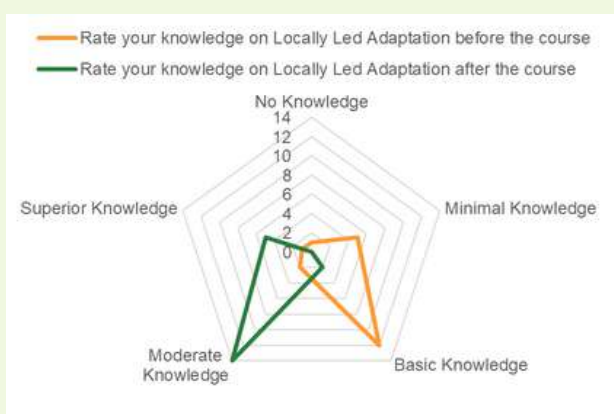 Rate your knowledge on Locally Led Adaptation before the course
Rate your knowledge on Locally Led Adaptation after the course
No Knowledge
14
12
10
8
6
4
2
0
Superior Knowledge
Minimal Knowledge
Moderate
Knowledge
Basic Knowledge